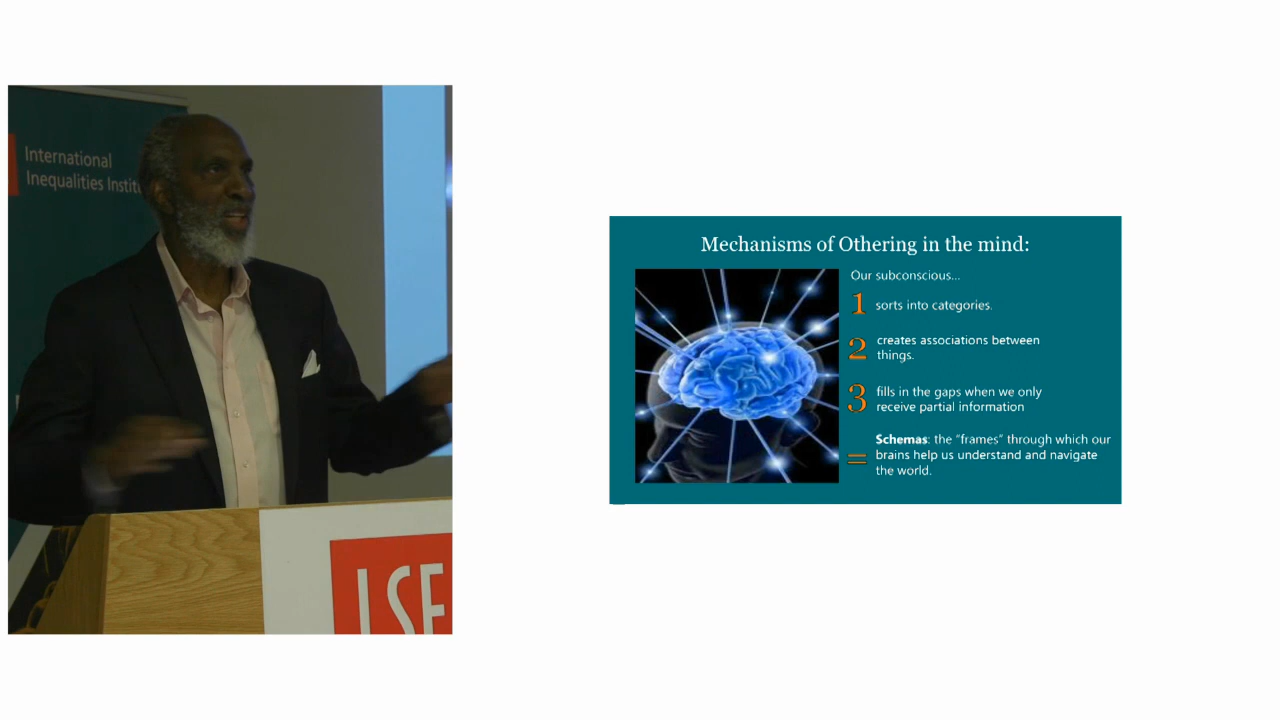 International
Inequalities
LSE
Mechanisms of Othering in the mind:
Our subconscious...
1 sorts into categories.
2 creates associations between
things.
3 fills in the gaps when we only
receive partial information
= Schemas: the "frames" through which our
brains help us understand and navigate
the world.